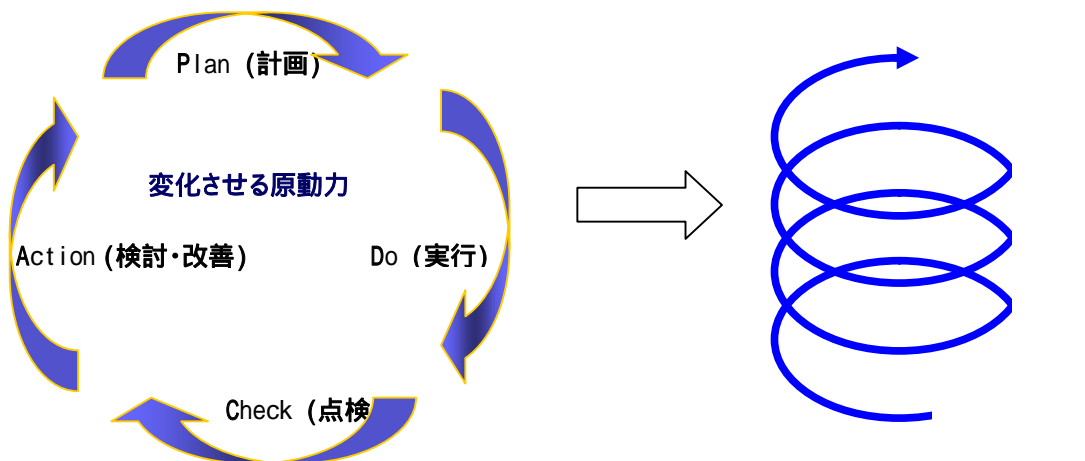 Plan (計画)
変化させる原動力
Action (検討・改善)
Do (実行)
Check (点検